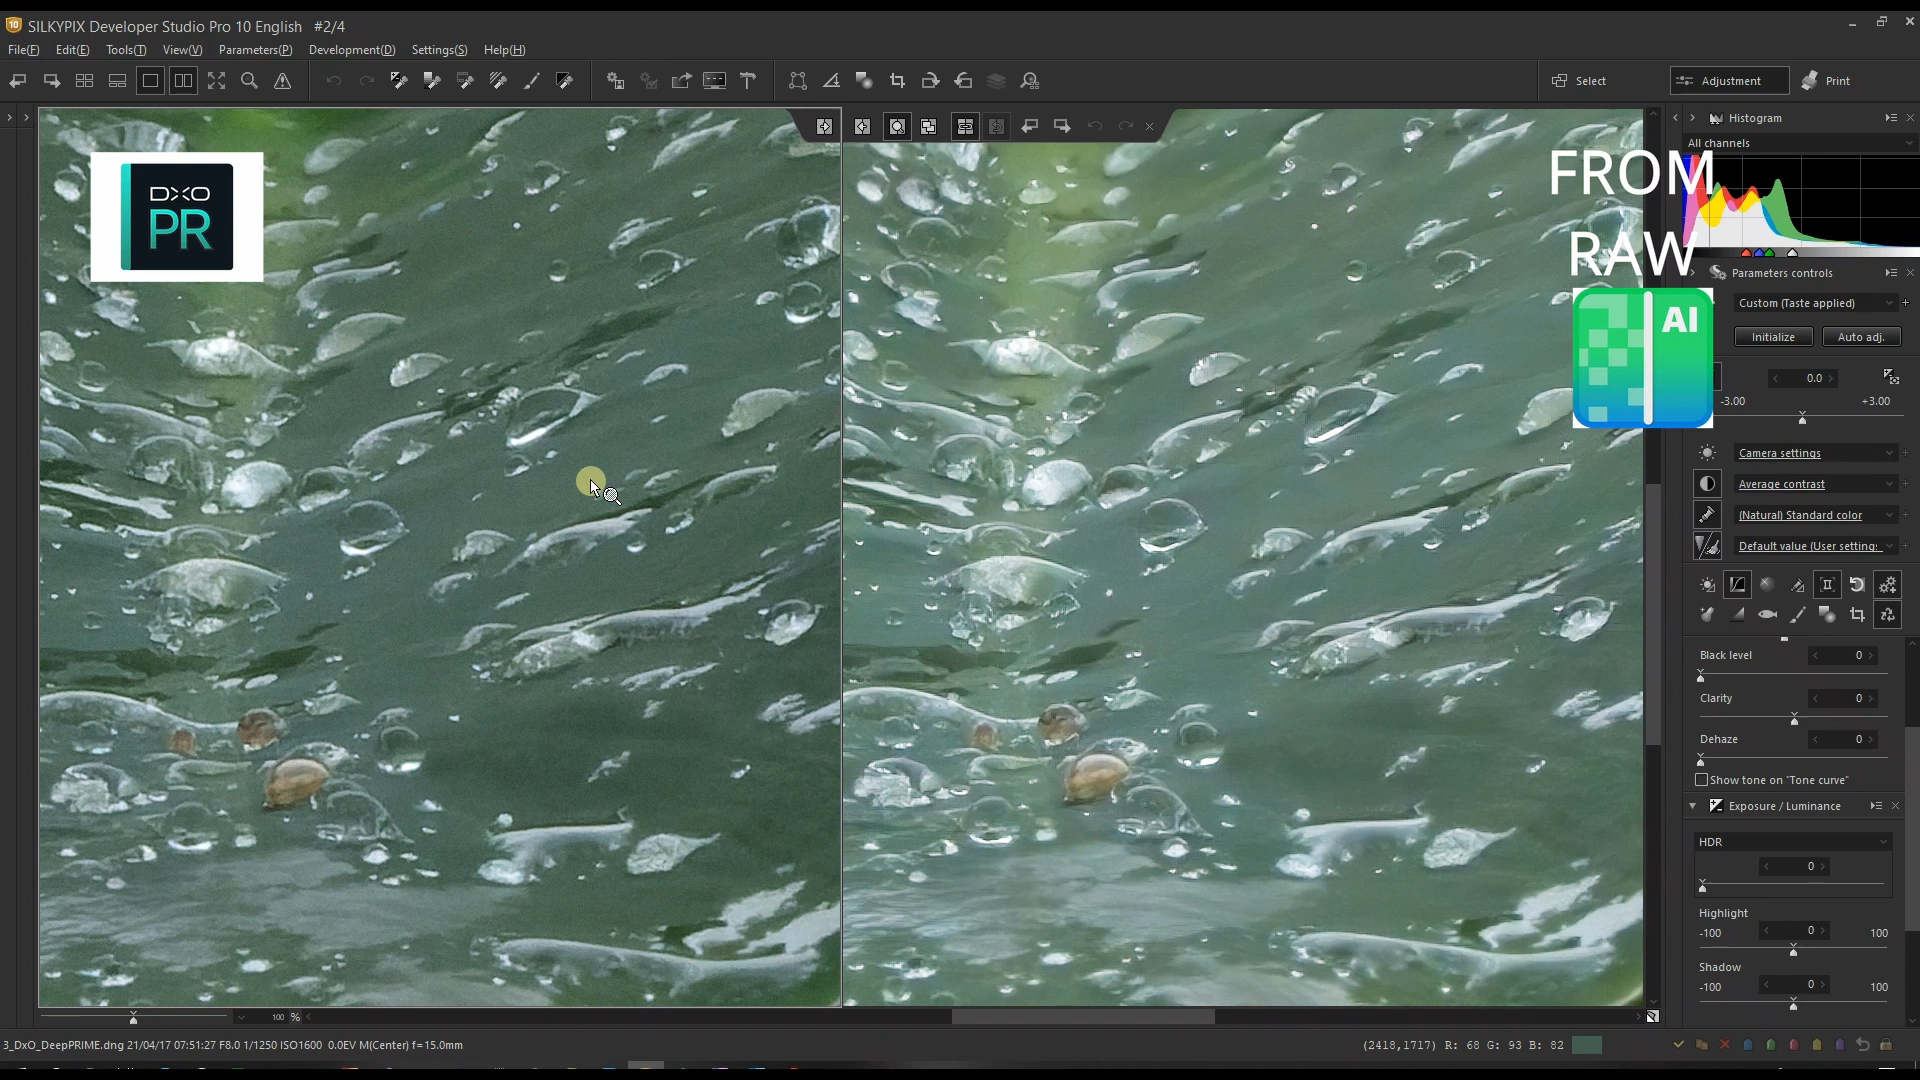 SILKYPIX Developer Studio Pro 10 English #2/4
File(F) Edit(E) Tools(T) View(V) Parameters(P) Development(D) Settings(S) Help(H)
Select
Adjustment
Print
DXO
PR
FROM
RAW
AI
Histogram
All channels
Parameters controls
Custom (Taste applied)
Initialize Auto adj.
0.0
-3.00 +3.00
Camera settings
Average contrast
(Natural) Standard color
Default value (User setting:
Black level 0
Clarity 0
Dehaze 0
Show tone on "Tone curve"
Exposure / Luminance
HDR
0
Highlight
-100 0 100
Shadow
-100 0 100
100 %
3_DxO_DeepPRIME.dng 21/04/17 07:51:27 F8.0 1/1250 ISO1600 0.0EV M(Center) f=15.0mm
(2418,1717) R: 68 G: 93 B: 82